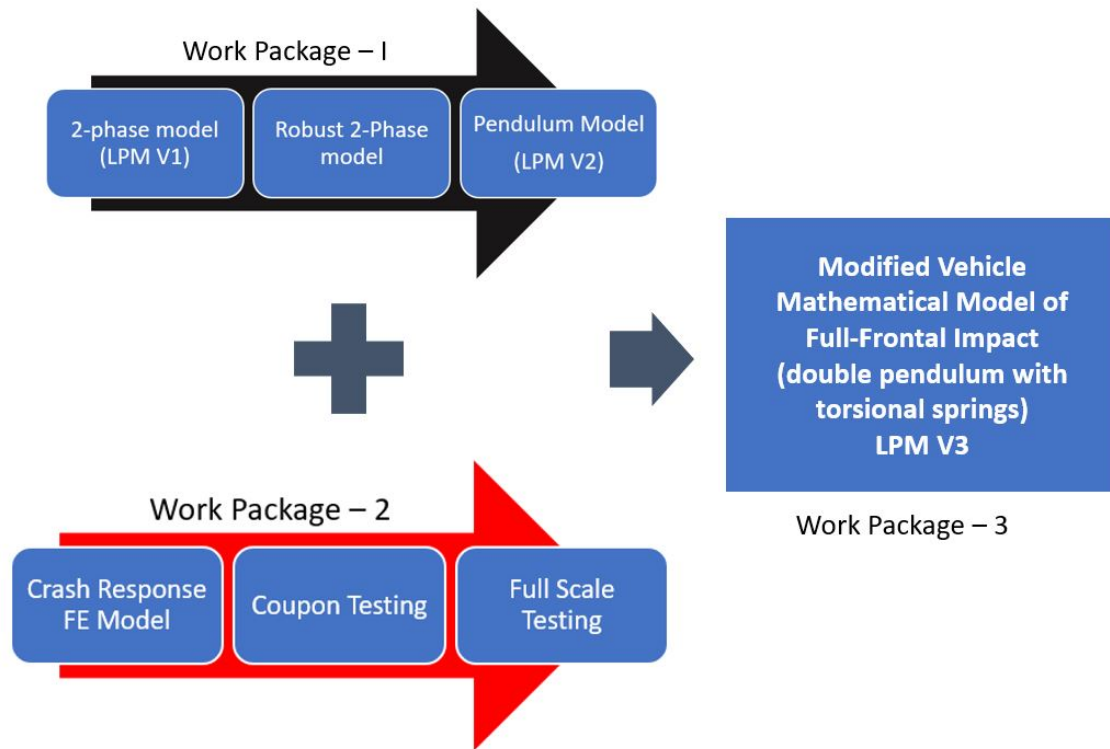 Work Package – I
2-phase model
(LPM V1)
Robust 2-Phase
model
Pendulum Model
(LPM V2)
Modified Vehicle
Mathematical Model of
Full-Frontal Impact
(double pendulum with
torsional springs)
LPM V3
Work Package – 3
Work Package – 2
Crash Response
FE Model
Coupon Testing
Full Scale
Testing